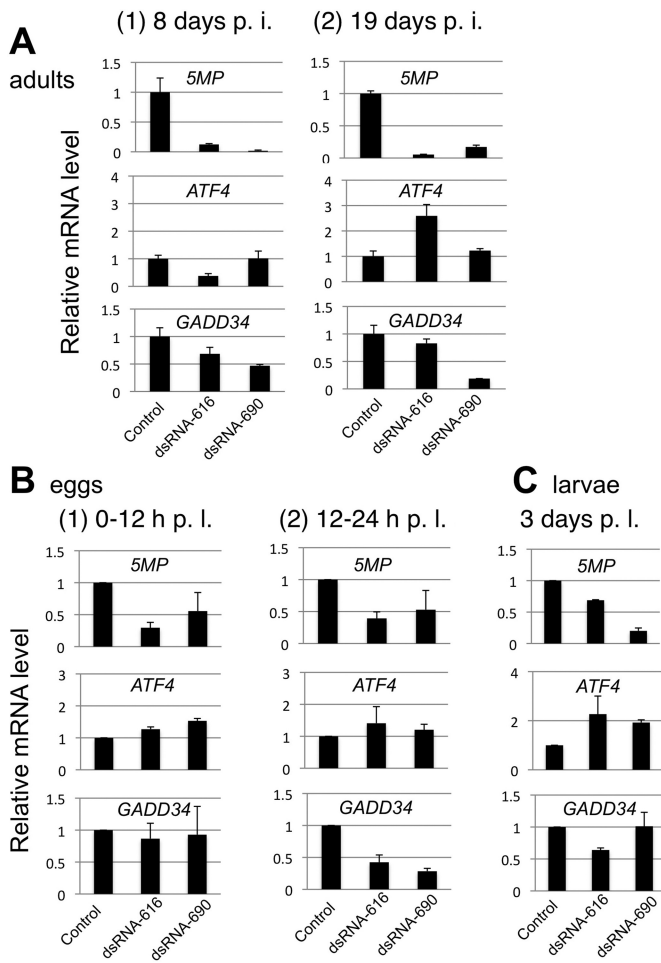 (1) 8 days p. i.
(2) 19 days p. i.
A
adults
Relative mRNA level
5MP
1.5
1
0.5
0
5MP
1.5
1
0.5
0
ATF4
4
3
2
1
0
ATF4
4
3
2
1
0
GADD34
1.5
1
0.5
0
GADD34
1.5
1
0.5
0
Control
dsRNA-616
dsRNA-690
Control
dsRNA-616
dsRNA-690
B eggs
C larvae
(1) 0-12 h p. l.
(2) 12-24 h p. l.
3 days p. l.
Relative mRNA level
5MP
1.5
1
0.5
0
5MP
1.5
1
0.5
0
5MP
1.5
1
0.5
0
ATF4
3
2
1
0
ATF4
3
2
1
0
ATF4
4
2
0
GADD34
1.5
1
0.5
0
GADD34
1.5
1
0.5
0
GADD34
1.5
1
0.5
0
Control
dsRNA-616
dsRNA-690
Control
dsRNA-616
dsRNA-690
Control
dsRNA-616
dsRNA-690